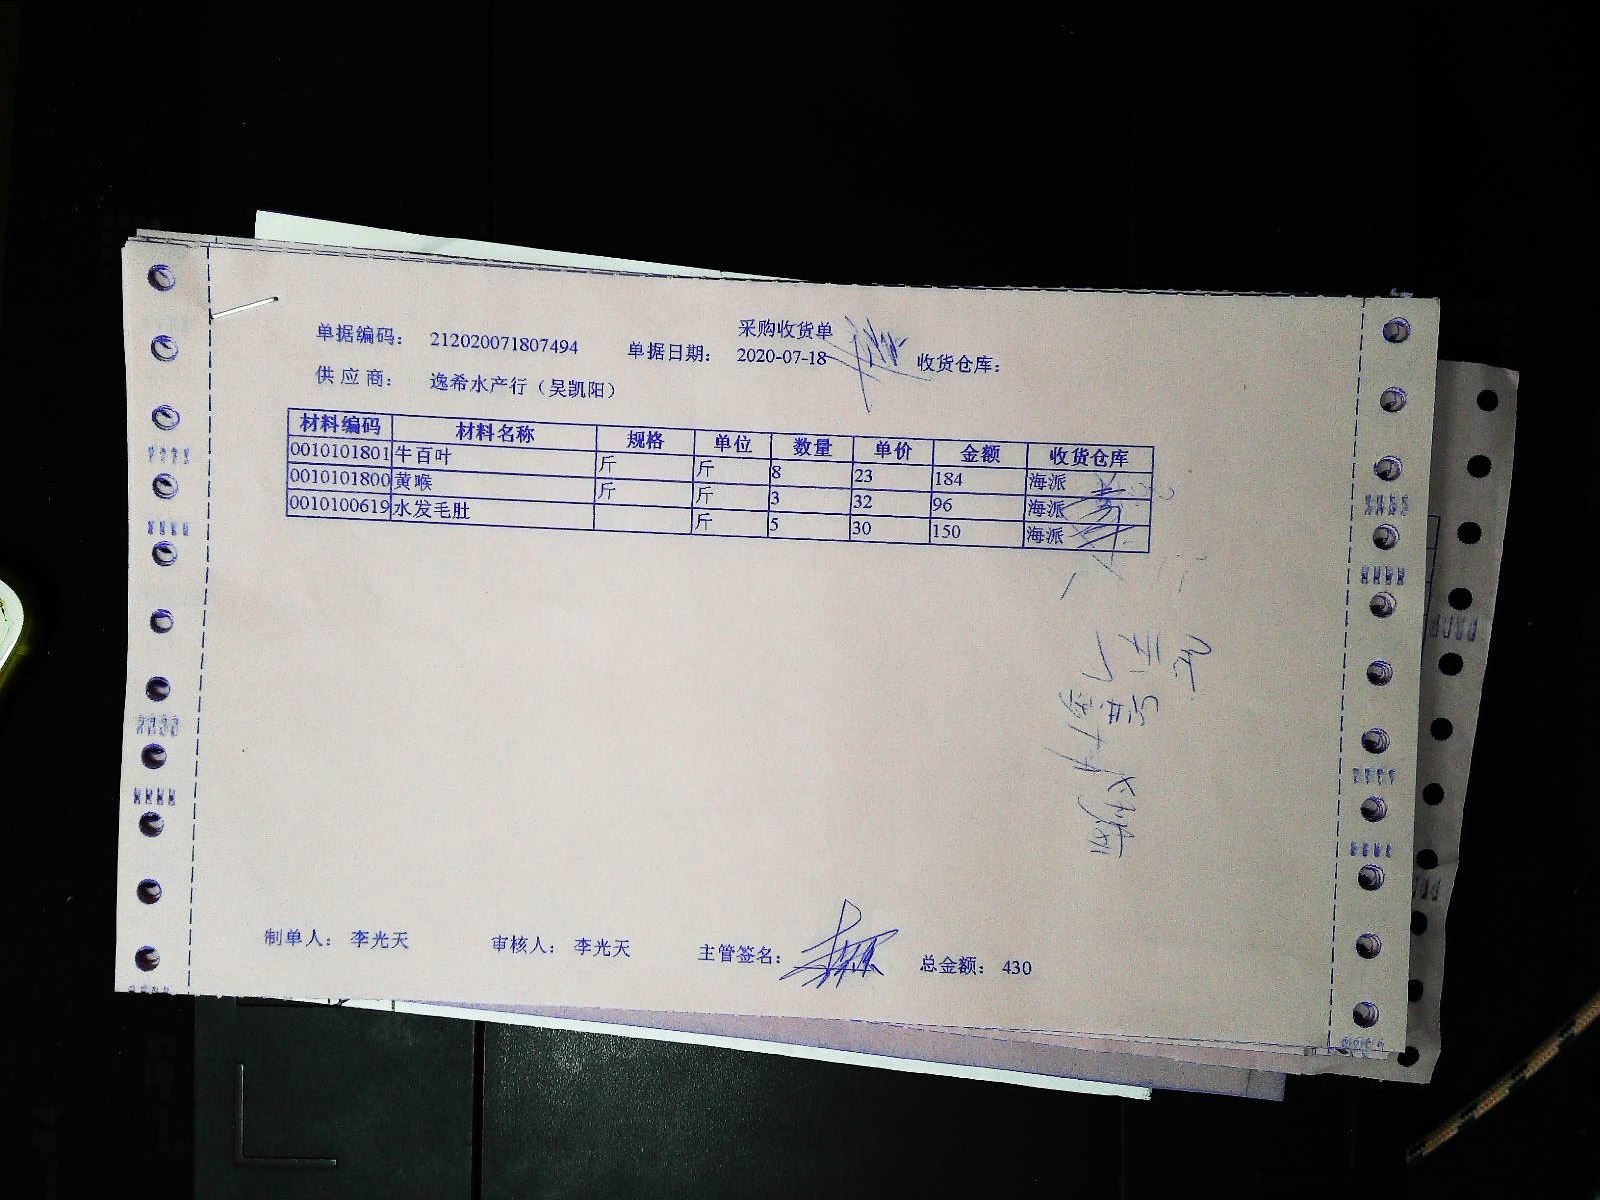 采购收货单
单据编码: 212020071807494 单据日期: 2020-07-18 收货仓库:
供 应 商: 逸希水产行（吴凯阳）
材料编码 材料名称 规格 单位 数量 单价 金额 收货仓库
0010101801 牛百叶 斤 斤 8 23 184 海派
0010101800 黄喉 斤 斤 3 32 96 海派
0010100619 水发毛肚 斤 5 30 150 海派
制单人: 李光天 审核人: 李光天 主管签名: 总金额: 430